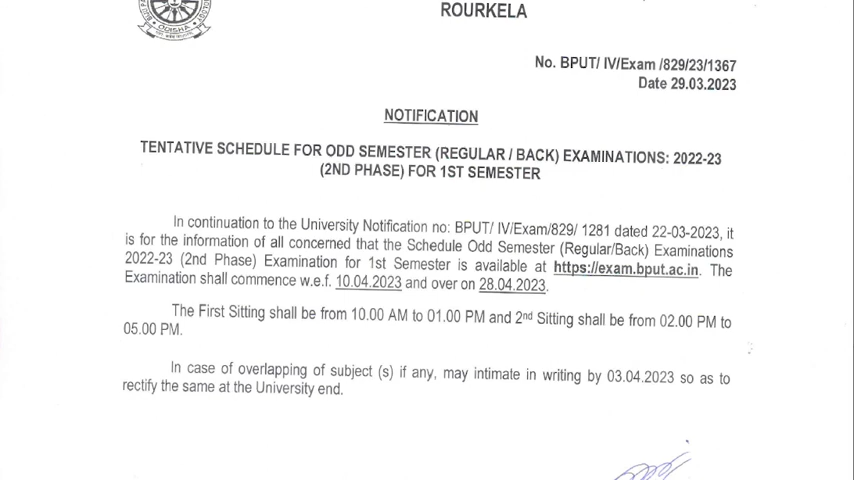 ODISHA
ROURKELA
No. BPUT/ IV/Exam /829/23/1367
Date 29.03.2023
NOTIFICATION
TENTATIVE SCHEDULE FOR ODD SEMESTER (REGULAR / BACK) EXAMINATIONS: 2022-23
(2ND PHASE) FOR 1ST SEMESTER
In continuation to the University Notification no: BPUT/ IV/Exam/829/ 1281 dated 22-03-2023, it
is for the information of all concerned that the Schedule Odd Semester (Regular/Back) Examinations
2022-23 (2nd Phase) Examination for 1st Semester is available at https://exam.bput.ac.in. The
Examination shall commence w.e.f. 10.04.2023 and over on 28.04.2023.
The First Sitting shall be from 10.00 AM to 01.00 PM and 2nd Sitting shall be from 02.00 PM to
05.00 PM.
In case of overlapping of subject (s) if any, may intimate in writing by 03.04.2023 so as to
rectify the same at the University end.